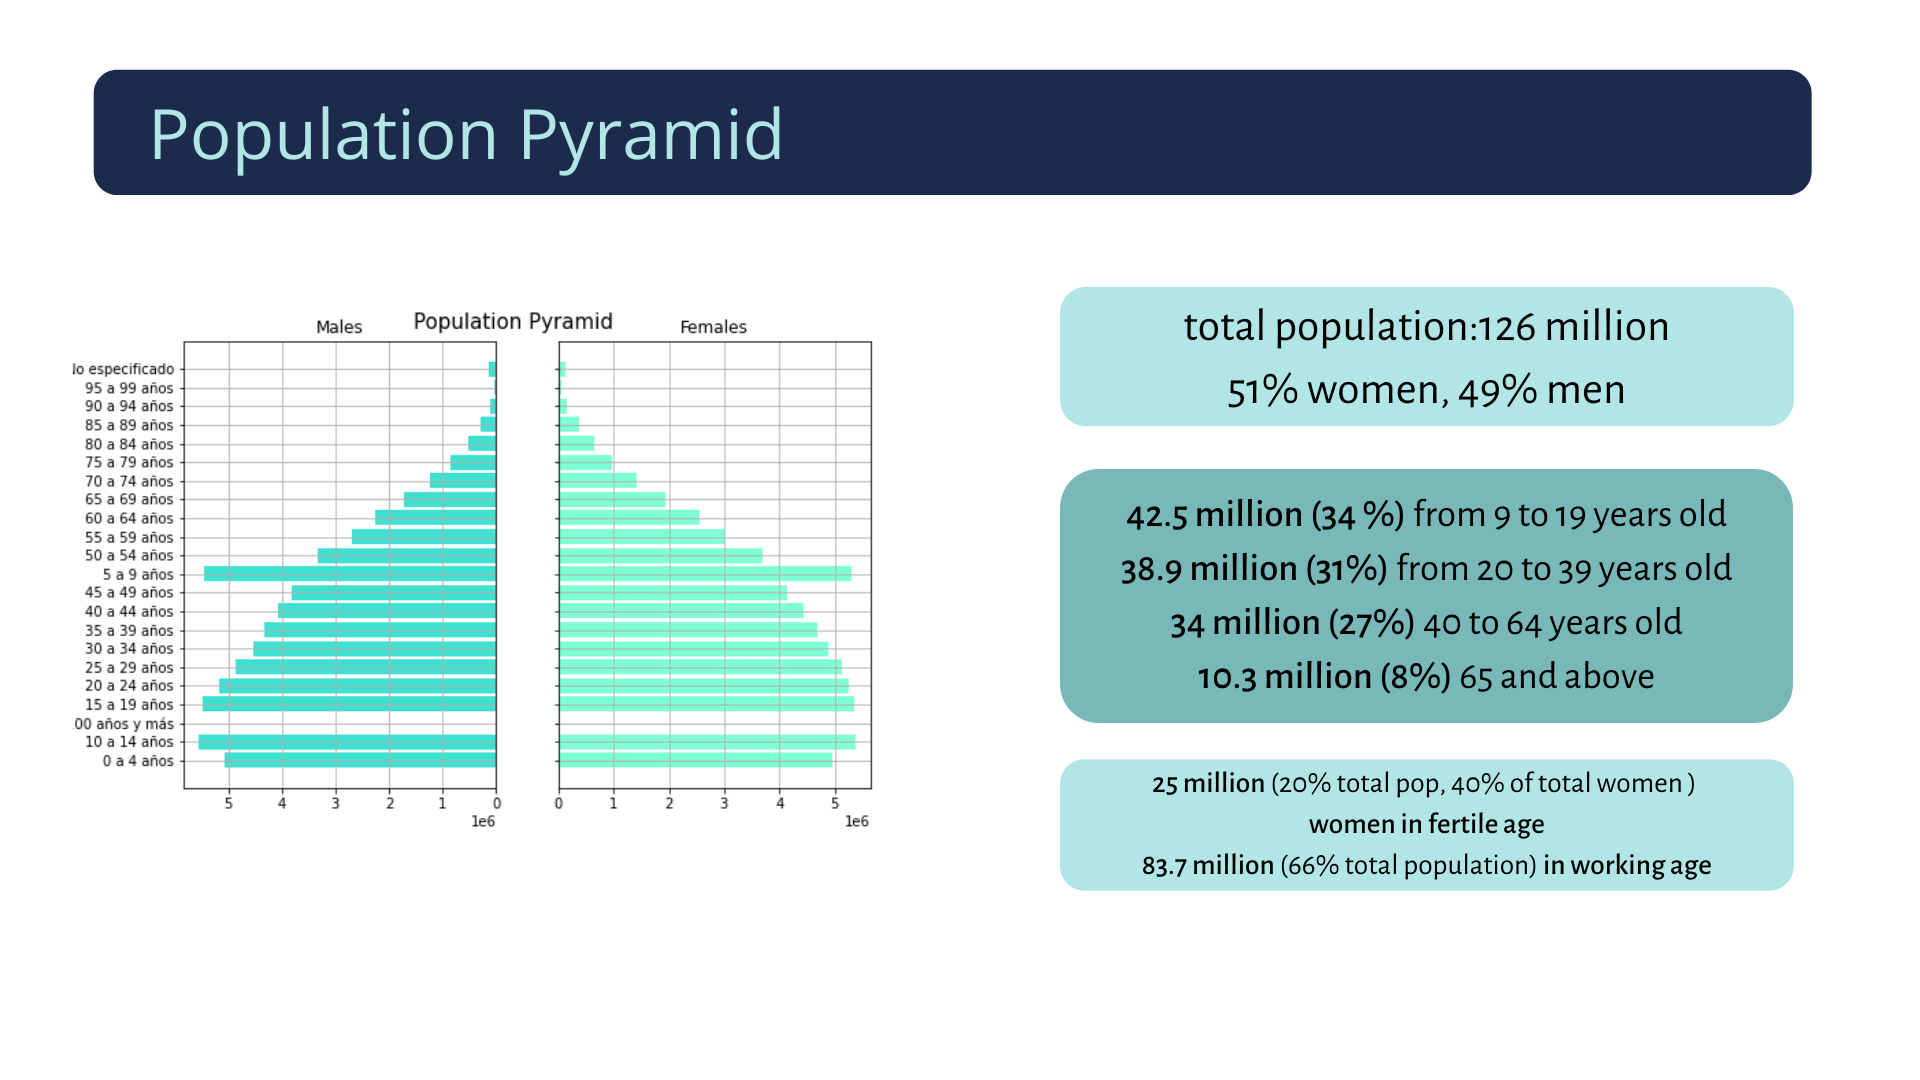 Population Pyramid
Population Pyramid
Males
Females
lo especificado
95 a 99 años
90 a 94 años
85 a 89 años
80 a 84 años
75 a 79 años
70 a 74 años
65 a 69 años
60 a 64 años
55 a 59 años
50 a 54 años
5 a 9 años
45 a 49 años
40 a 44 años
35 a 39 años
30 a 34 años
25 a 29 años
20 a 24 años
15 a 19 años
00 años y más
10 a 14 años
0 a 4 años
5 4 3 2 1 0
1e6
0 1 2 3 4 5
1e6
total population:126 million
51% women, 49% men
42.5 million (34 %) from 9 to 19 years old
38.9 million (31%) from 20 to 39 years old
34 million (27%) 40 to 64 years old
10.3 million (8%) 65 and above
25 million (20% total pop, 40% of total women )
women in fertile age
83.7 million (66% total population) in working age